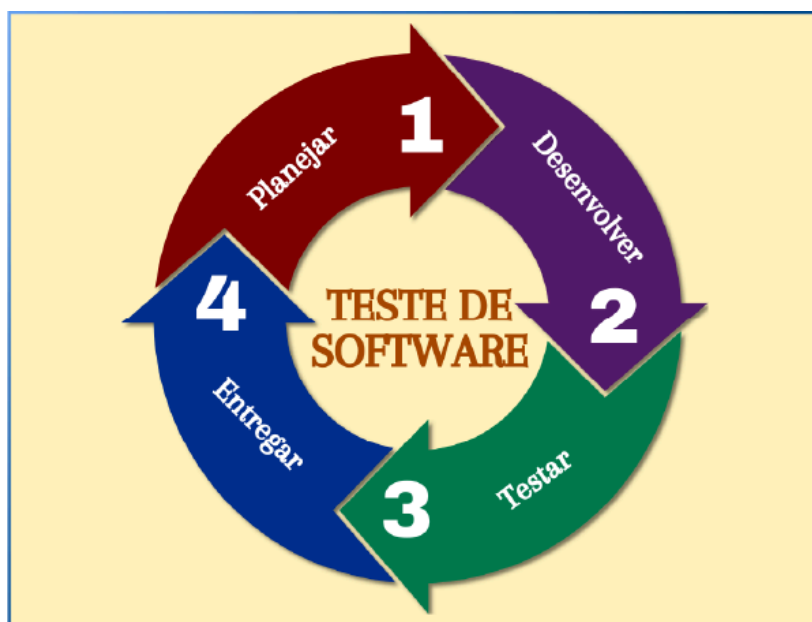 1
Planejar
Desenvolver
2
TESTE DE
SOFTWARE
3
Testar
4
Entregar